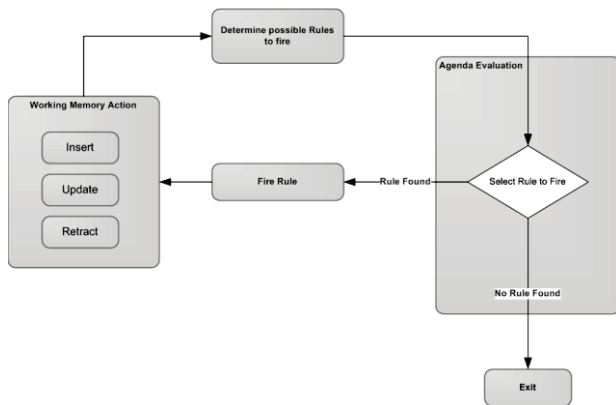 Determine possible Rules
to fire
Agenda Evaluation
Working Memory Action
Insert
Update
Retract
Fire Rule
Rule Found
Select Rule to Fire
No Rule Found
Exit